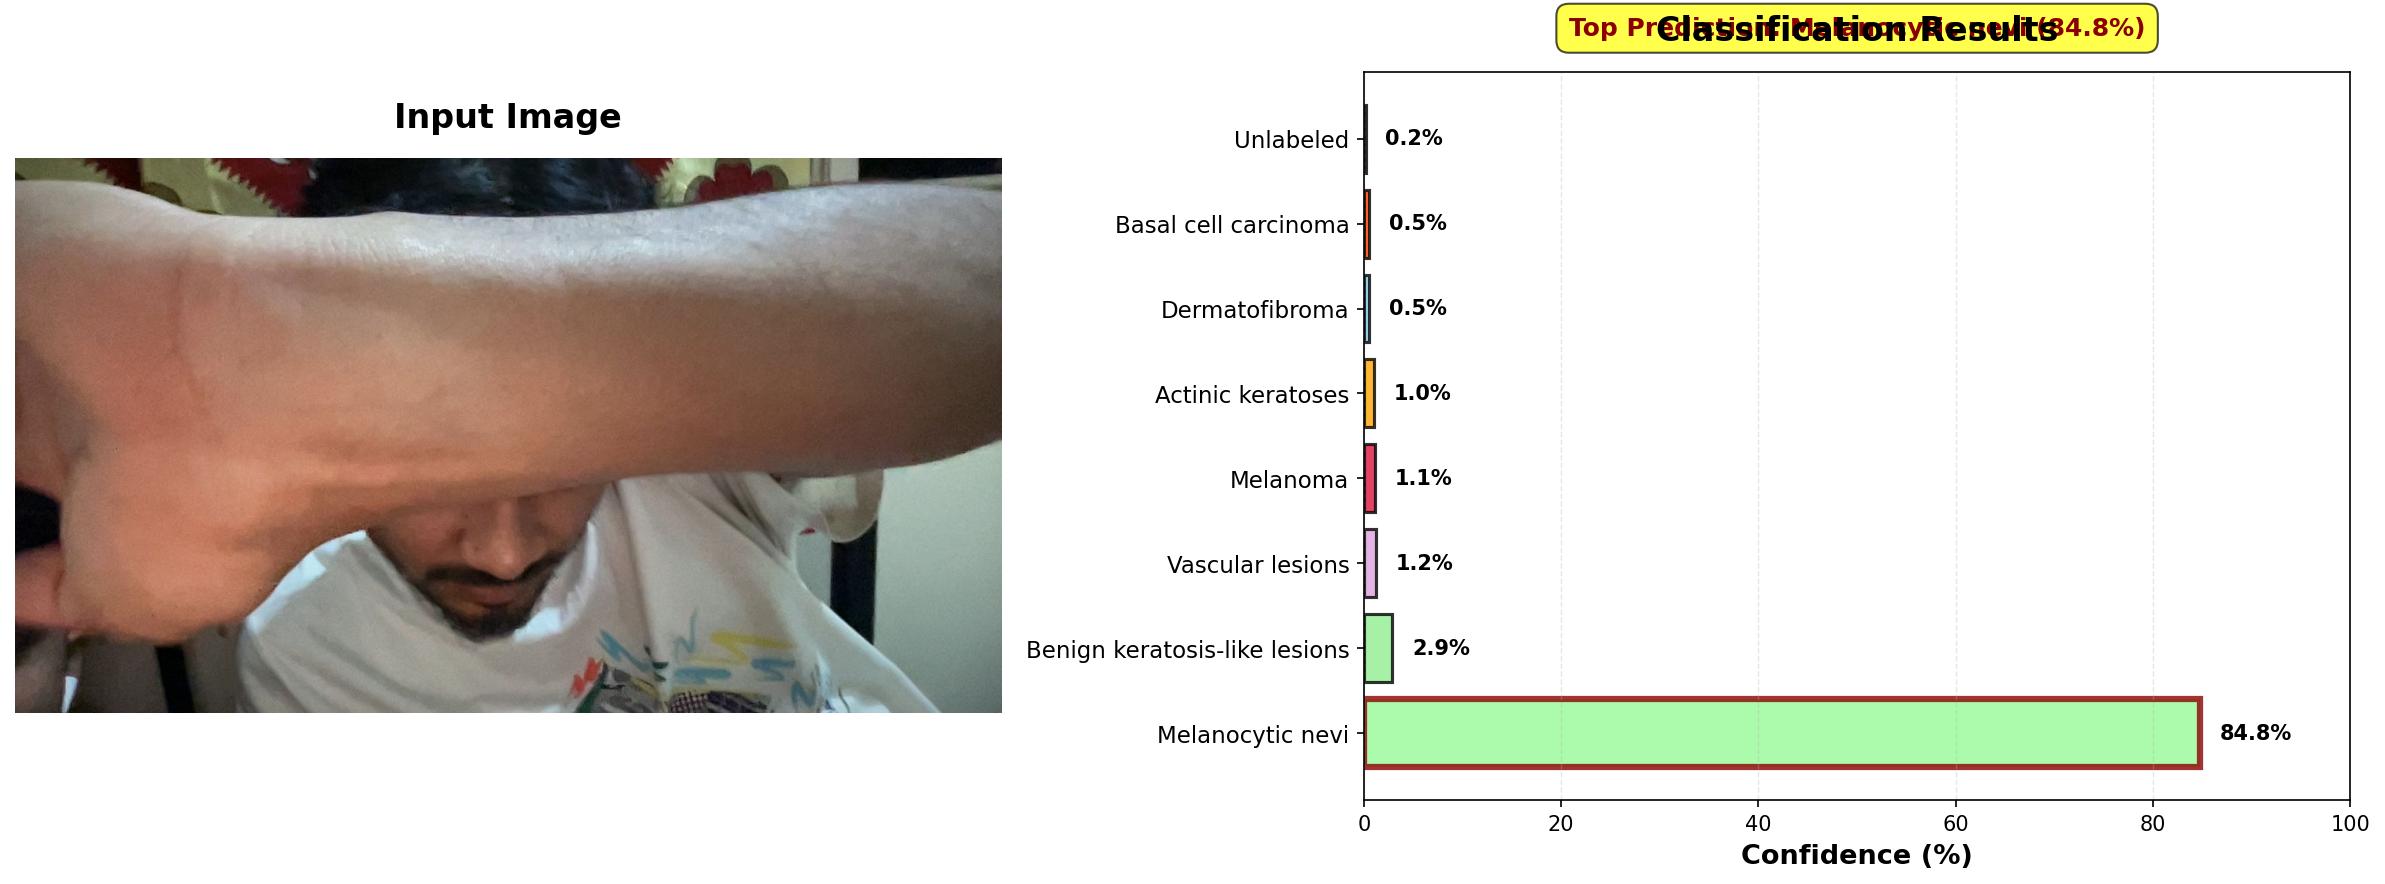 Input Image
Classification Results
Top Prediction: Melanocytic nevi (84.8%)
Unlabeled 0.2%
Basal cell carcinoma 0.5%
Dermatofibroma 0.5%
Actinic keratoses 1.0%
Melanoma 1.1%
Vascular lesions 1.2%
Benign keratosis-like lesions 2.9%
Melanocytic nevi 84.8%
0 20 40 60 80 100
Confidence (%)